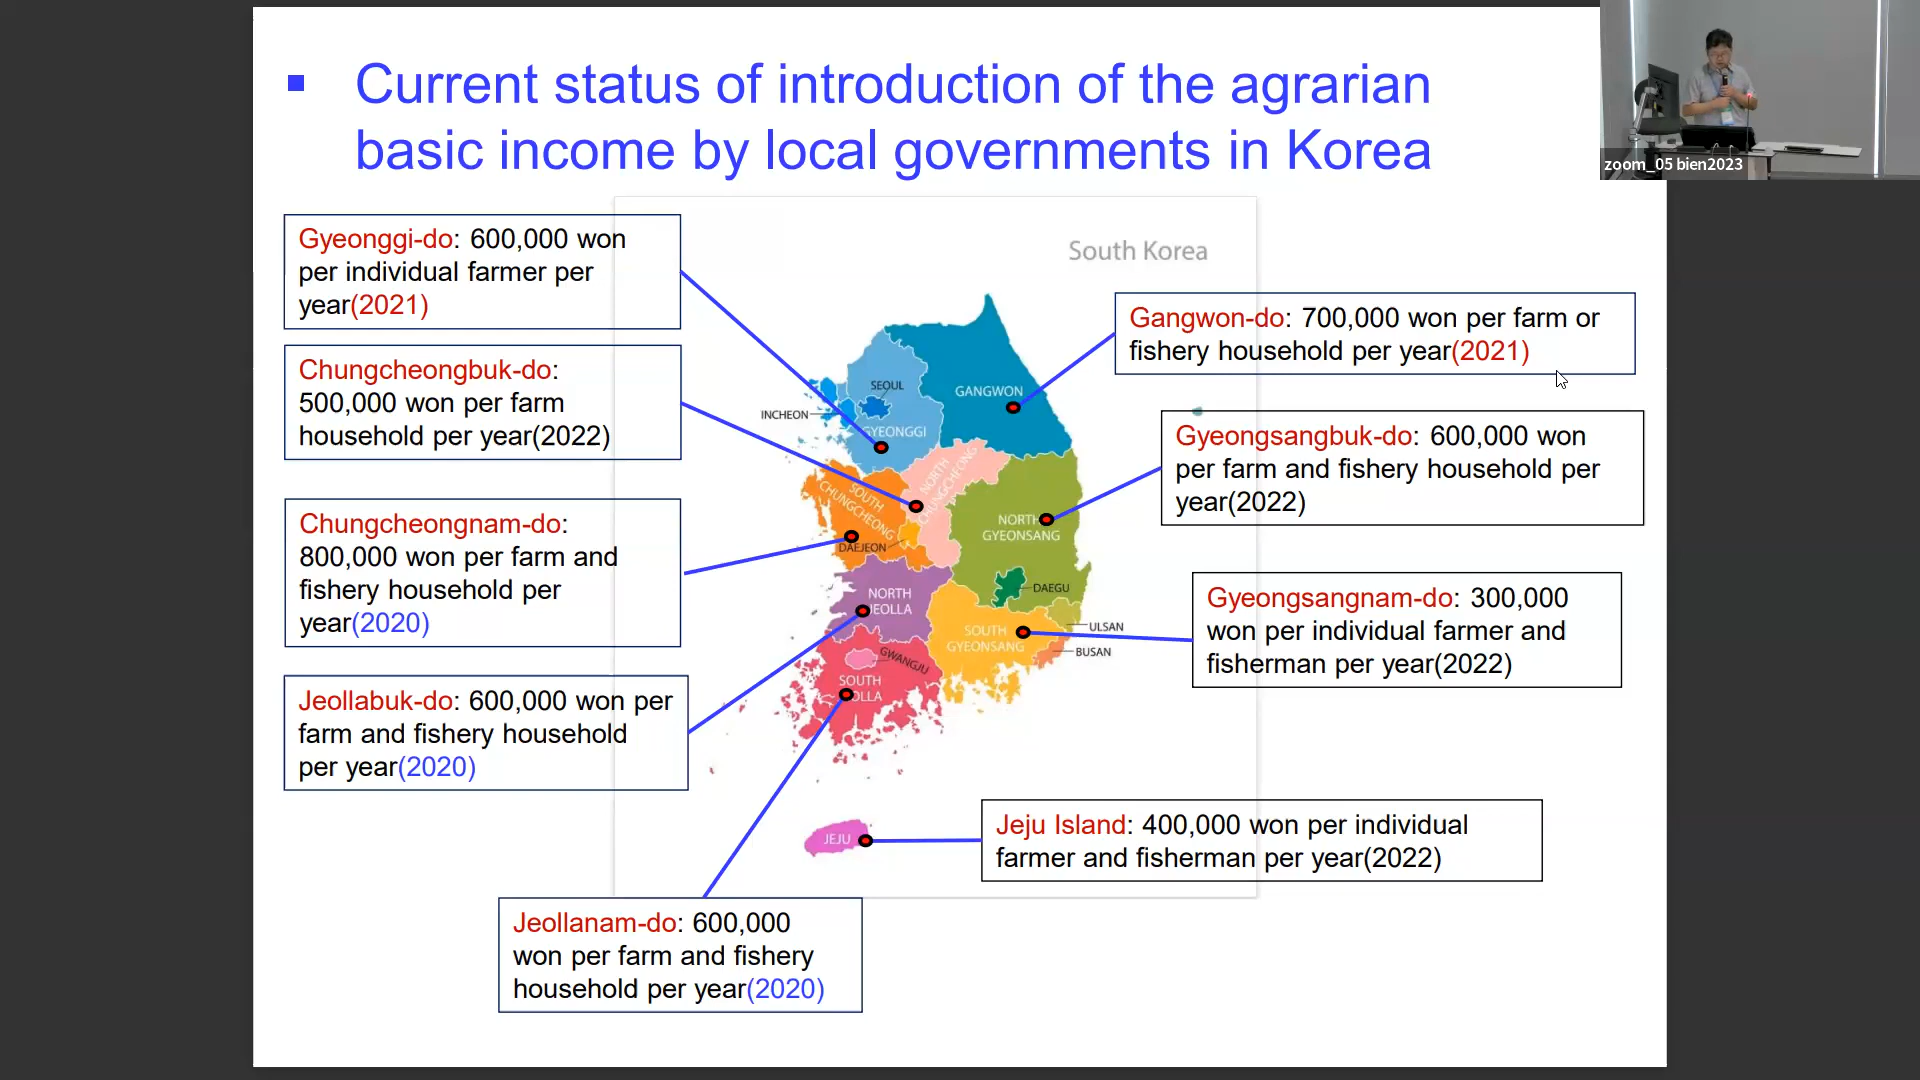 Current status of introduction of the agrarian
basic income by local governments in Korea
zoom_05 bien2023
Gyeonggi-do: 600,000 won
per individual farmer per
year(2021)
Chungcheongbuk-do:
500,000 won per farm
household per year(2022)
Chungcheongnam-do:
800,000 won per farm and
fishery household per
year(2020)
Jeollabuk-do: 600,000 won per
farm and fishery household
per year(2020)
Jeollanam-do: 600,000
won per farm and fishery
household per year(2020)
South Korea
SEOUL
INCHEON
GYEONGGI
GANGWON
NORTH
CHUNGCHEONG
SOUTH
CHUNGCHEONG
DAEJEON
NORTH
GYEONSANG
DAEGU
NORTH
JEOLLA
ULSAN
SOUTH
GYEONSANG
BUSAN
GWANGJU
SOUTH
JEJU
Gangwon-do: 700,000 won per farm or
fishery household per year(2021)
Gyeongsangbuk-do: 600,000 won
per farm and fishery household per
year(2022)
Gyeongsangnam-do: 300,000
won per individual farmer and
fisherman per year(2022)
Jeju Island: 400,000 won per individual
farmer and fisherman per year(2022)